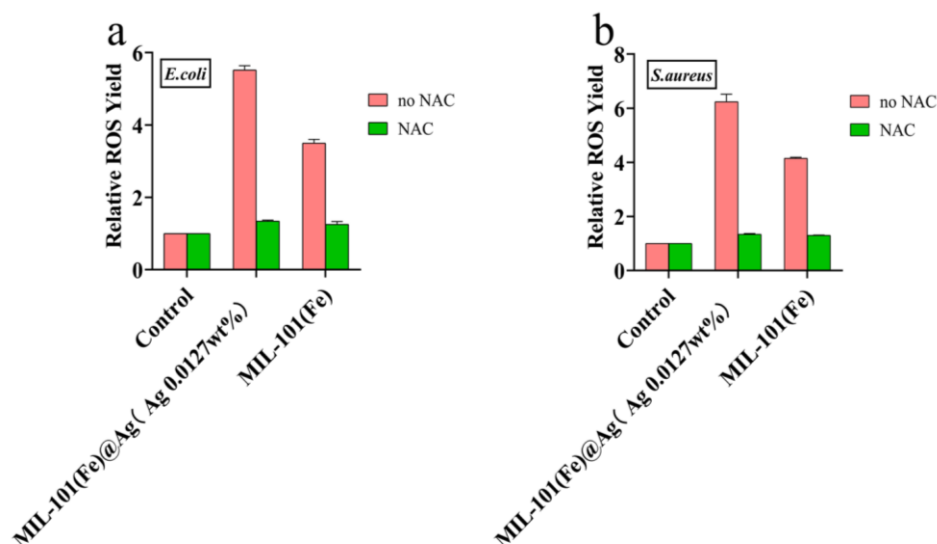 a
E.coli
Relative ROS Yield
6
4
2
0
no NAC
NAC
Control
MIL-101(Fe)@Ag( Ag 0.0127wt%)
MIL-101(Fe)
b
S.aureus
Relative ROS Yield
8
6
4
2
0
no NAC
NAC
Control
MIL-101(Fe)@Ag( Ag 0.0127wt%)
MIL-101(Fe)